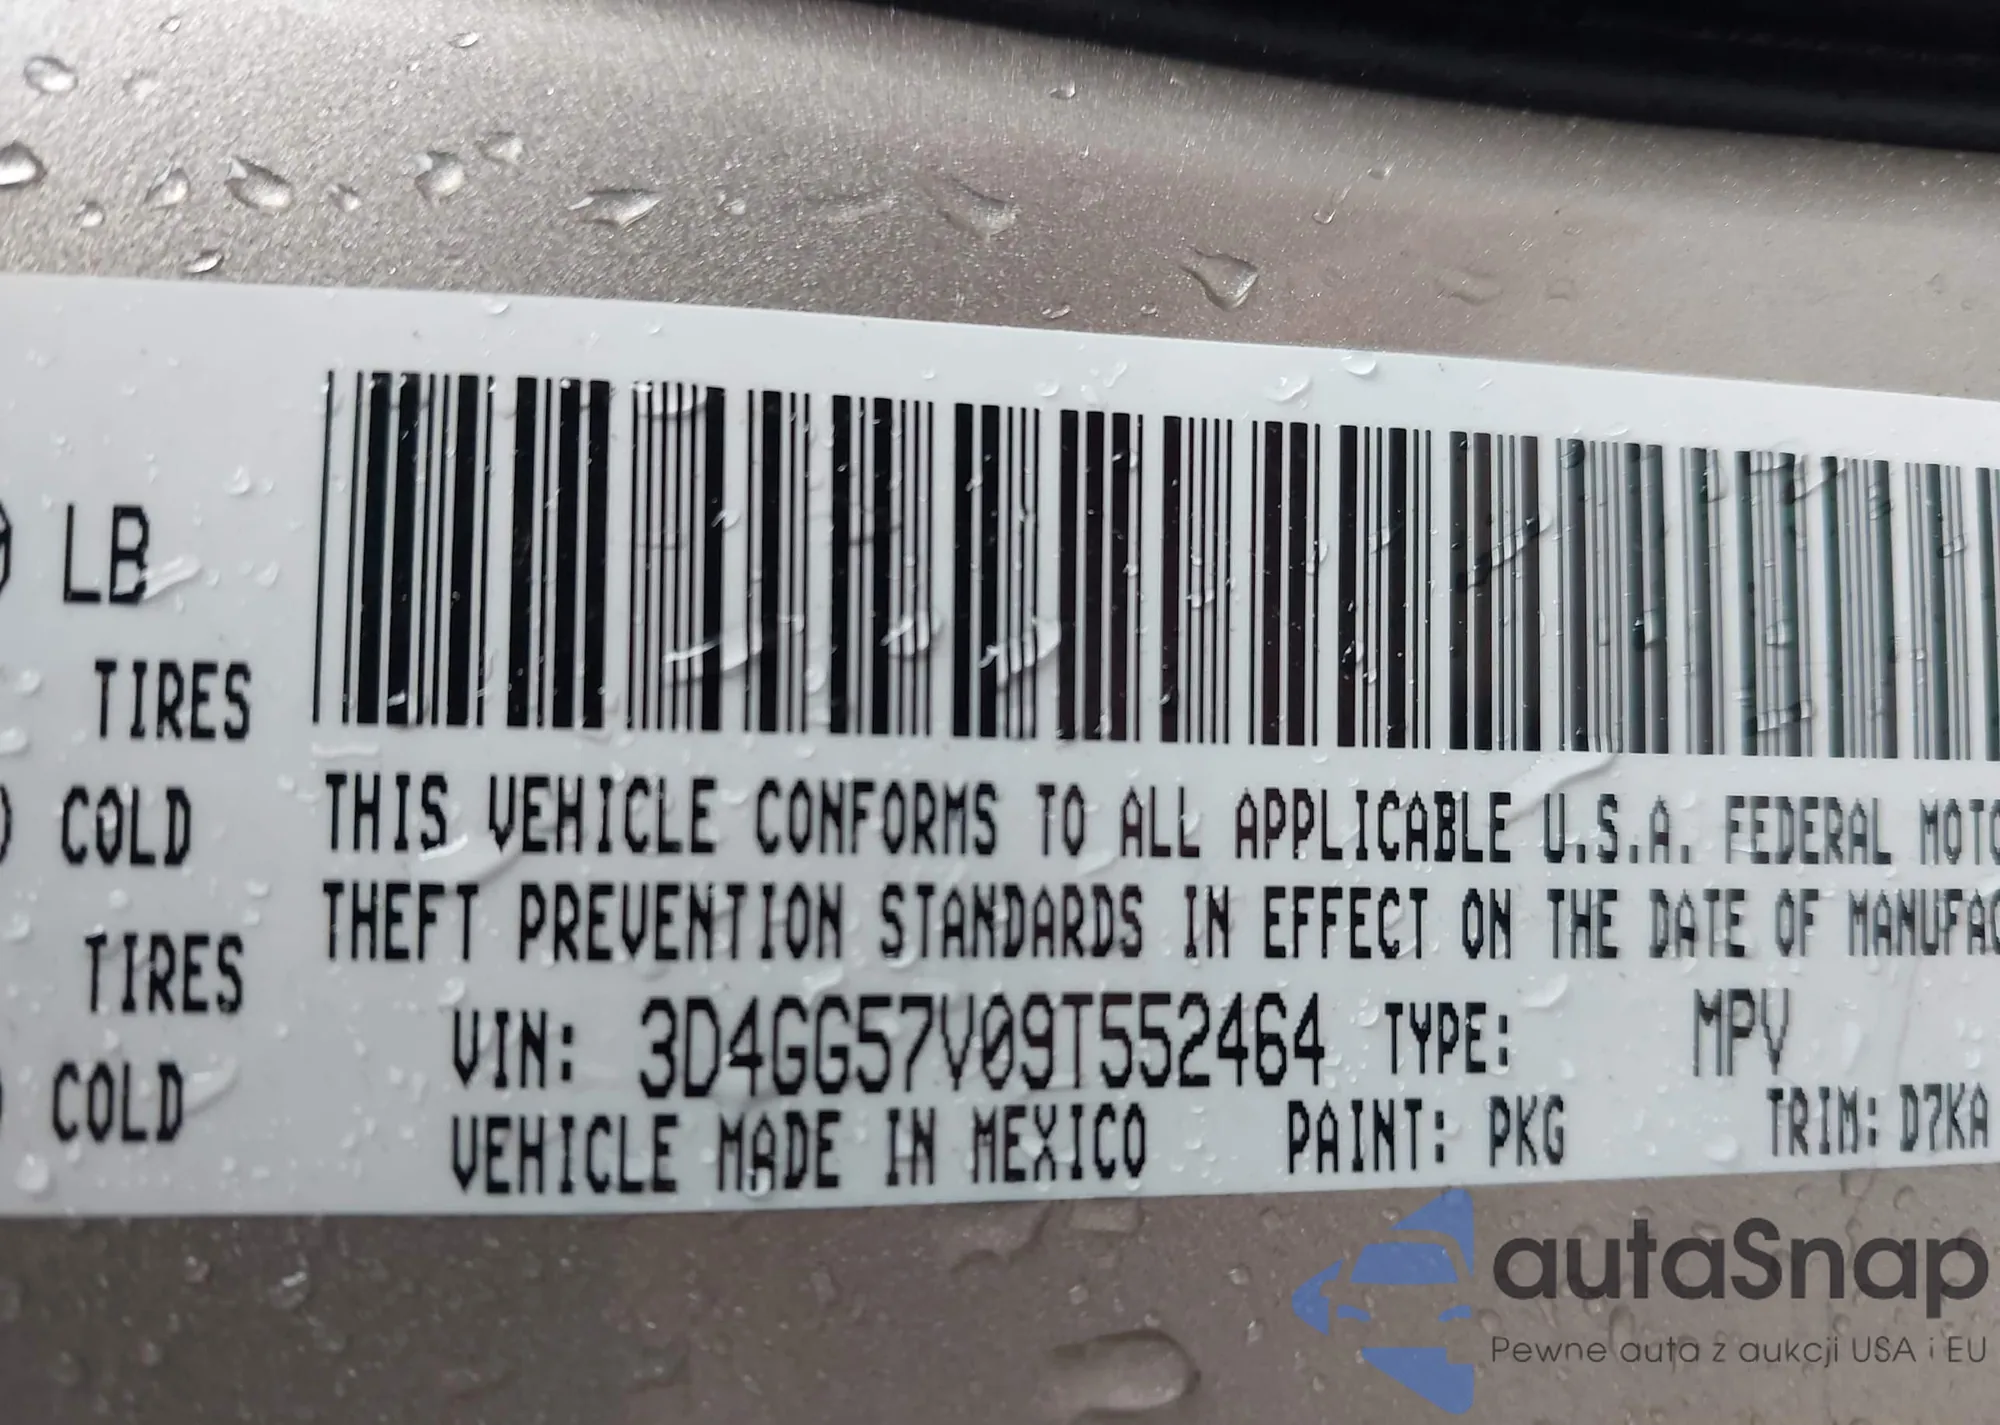 LB
TIRES
COLD
TIRES
COLD
THIS VEHICLE CONFORMS TO ALL APPLICABLE U.S.A. FEDERAL
THEFT PREVENTION STANDARDS IN EFFECT ON THE DATE OF
VIN: 3D4GG57V09T552464 TYPE: MPV
VEHICLE MADE IN MEXICO PAINT: PKG TRIM: D7KA
autaSnap
Pewne auta z aukcji USA i EU